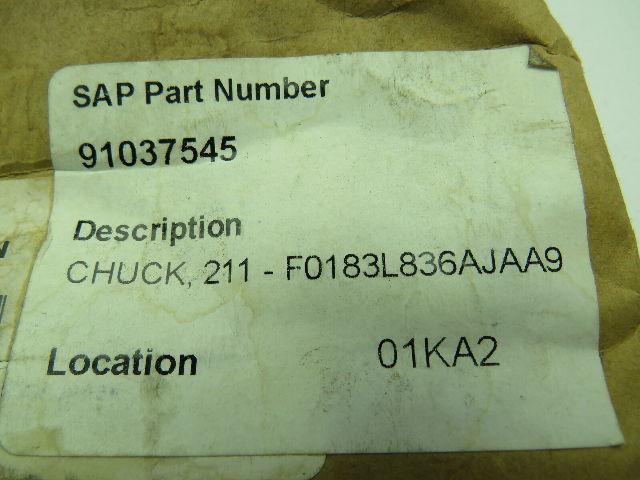 SAP Part Number
91037545
Description
CHUCK, 211 - F0183L836AJAA9
Location 01KA2